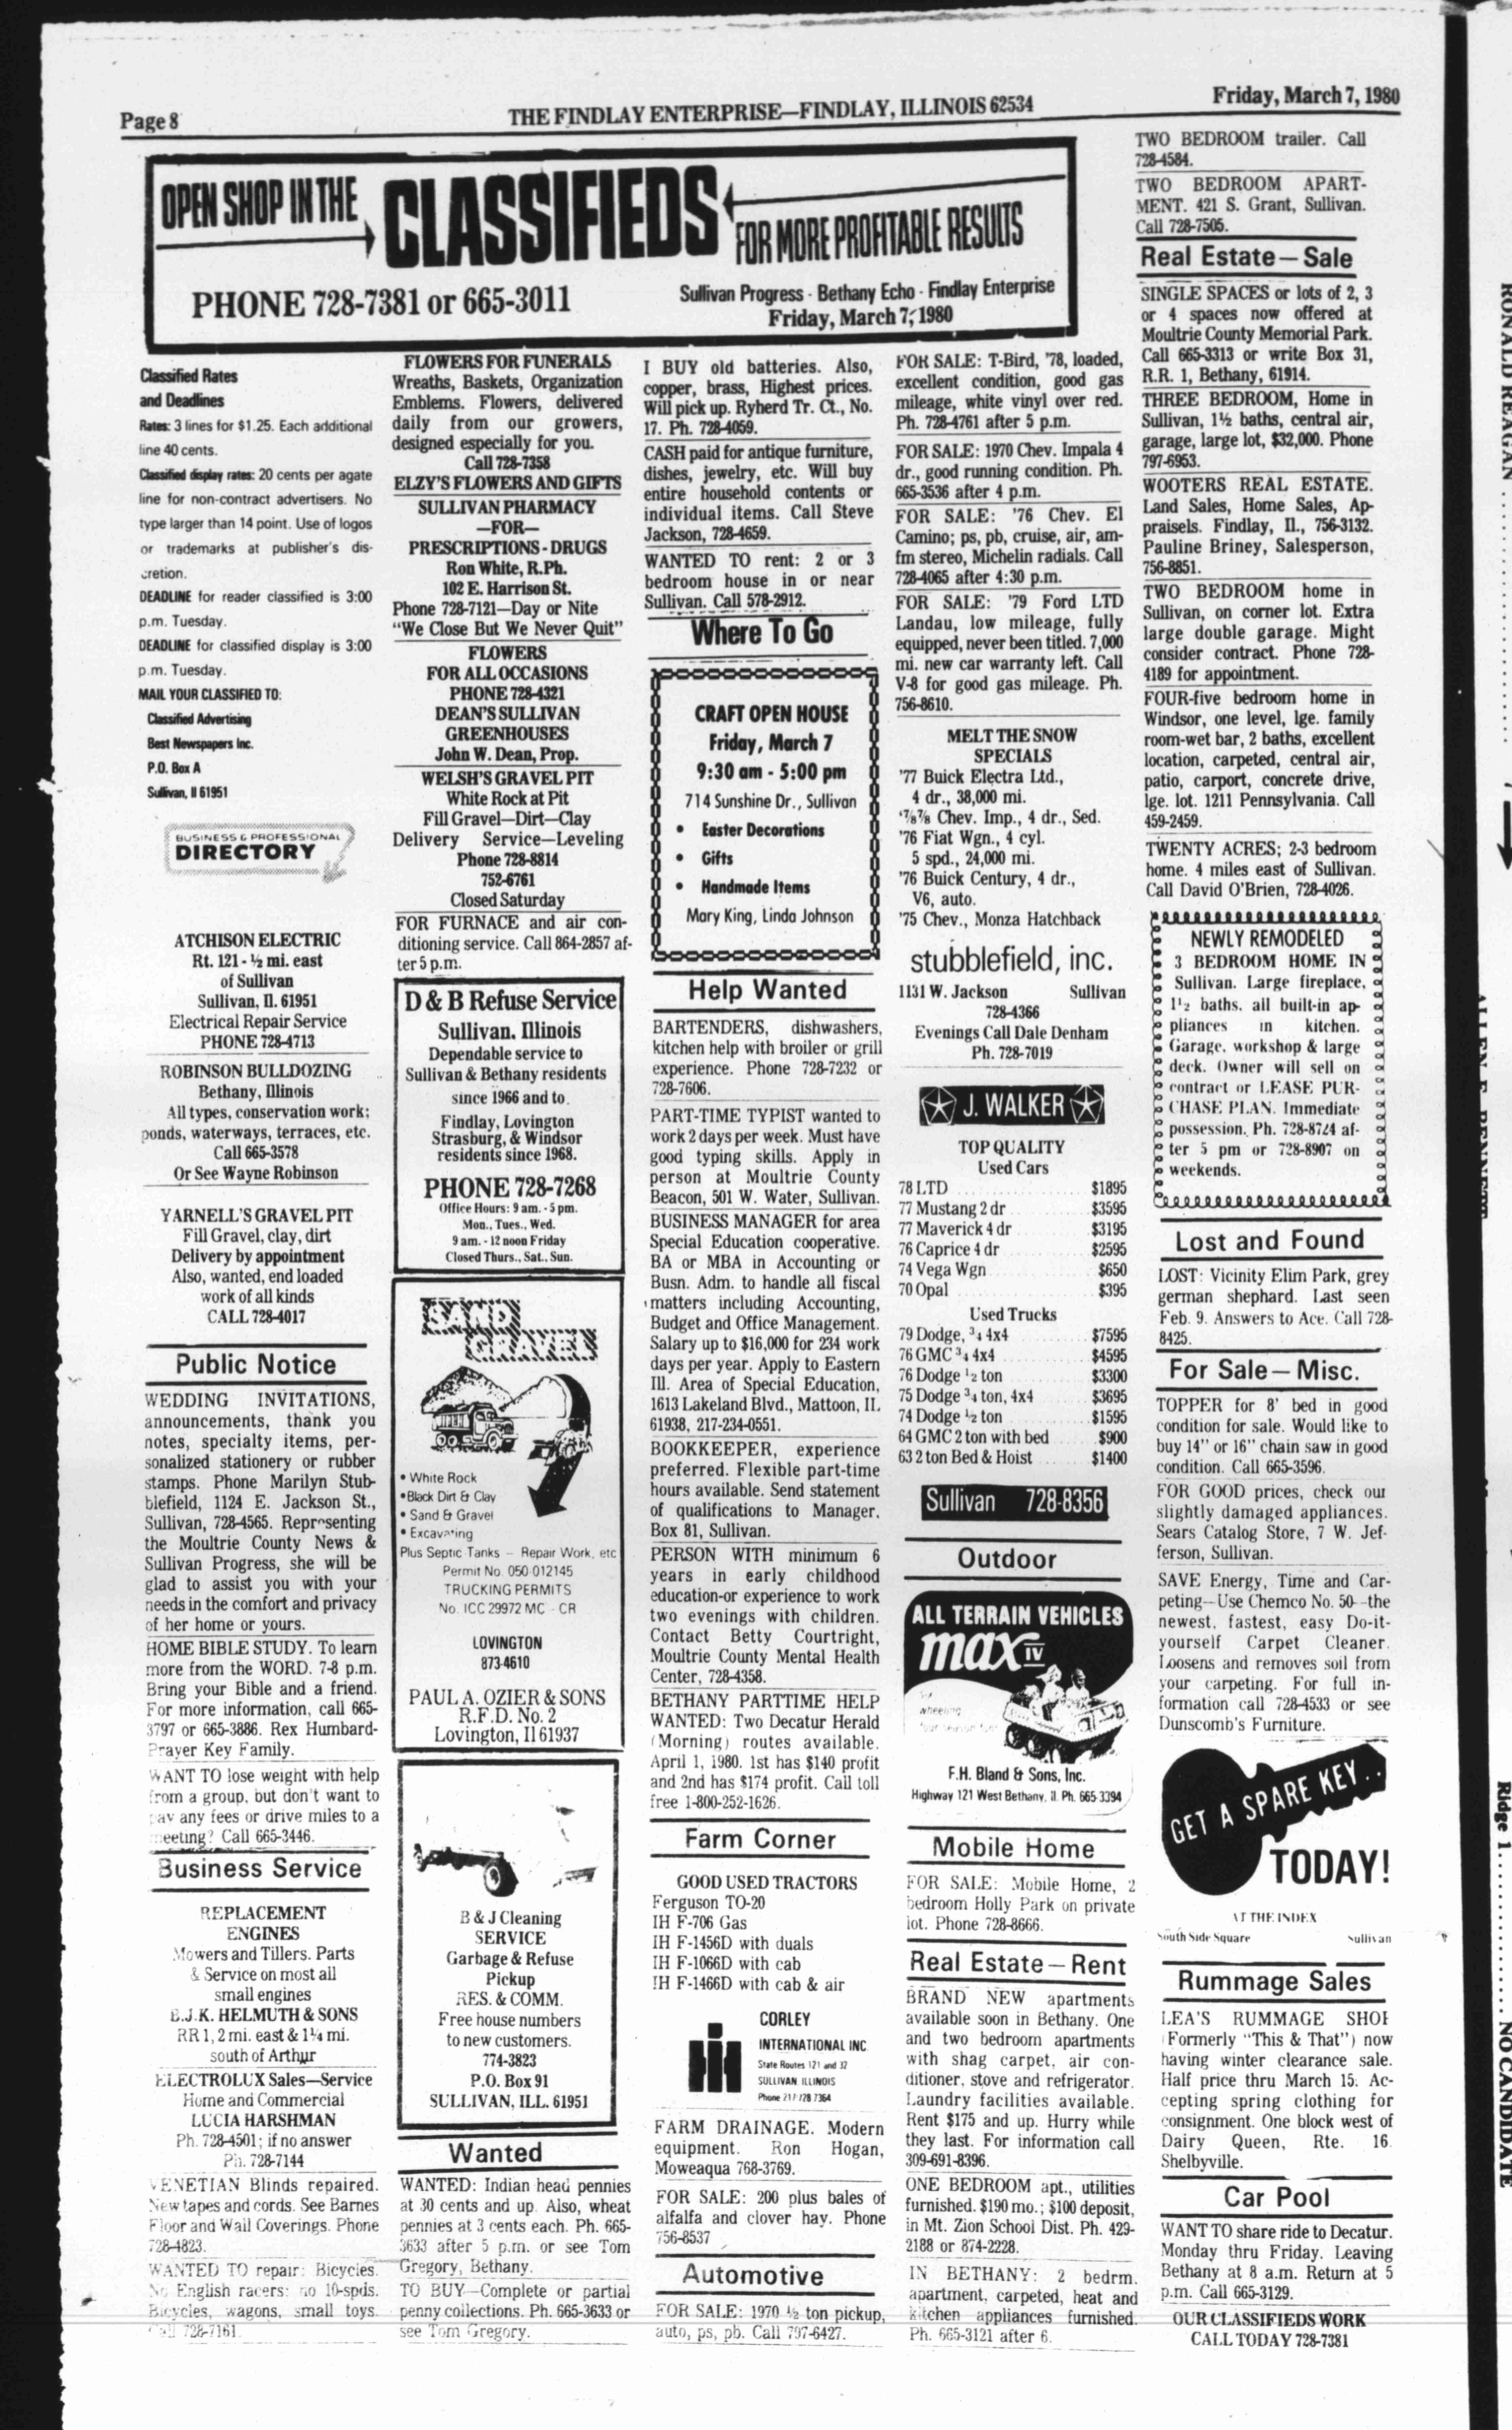 Page 8
THE FINDLAY ENTERPRISE—FINDLAY, ILLINOIS 62534
Friday, March 7, 1980
OPEN SHOP IN THE
CLASSIFIEDS
FOR MORE PROFITABLE RESULTS
PHONE 728-7381 or 665-3011
Sullivan Progress - Bethany Echo - Findlay Enterprise
Friday, March 7, 1980
Classified Rates
and Deadlines
Rates: 3 lines for $1.25. Each additional
line 40 cents.
Classified display rates: 20 cents per agate
line for non-contract advertisers. No
type larger than 14 point. Use of logos
or trademarks at publisher's dis-
cretion.
DEADLINE for reader classified is 3:00
p.m. Tuesday.
DEADLINE for classified display is 3:00
p.m. Tuesday.
MAIL YOUR CLASSIFIED TO:
Classified Advertising
Best Newspapers Inc.
P.O. Box A
Sullivan, Il 61951
BUSINESS & PROFESSIONAL
DIRECTORY
ATCHISON ELECTRIC
Rt. 121 - ½ mi. east
of Sullivan
Sullivan, Il. 61951
Electrical Repair Service
PHONE 728-4713
ROBINSON BULLDOZING
Bethany, Illinois
All types, conservation work;
ponds, waterways, terraces, etc.
Call 665-3578
Or See Wayne Robinson
YARNELL'S GRAVEL PIT
Fill Gravel, clay, dirt
Delivery by appointment
Also, wanted, end loaded
work of all kinds
CALL 728-4017
Public Notice
WEDDING INVITATIONS,
announcements, thank you
notes, specialty items, per-
sonalized stationery or rubber
stamps. Phone Marilyn Stub-
blefield, 1124 E. Jackson St.,
Sullivan, 728-4565. Representing
the Moultrie County News &
Sullivan Progress, she will be
glad to assist you with your
needs in the comfort and privacy
of her home or yours.
HOME BIBLE STUDY. To learn
more from the WORD. 7-8 p.m.
Bring your Bible and a friend.
For more information, call 665-
3797 or 665-3886. Rex Humbard-
Prayer Key Family.
WANT TO lose weight with help
from a group, but don't want to
pay any fees or drive miles to a
meeting? Call 665-3446.
Business Service
REPLACEMENT
ENGINES
Mowers and Tillers. Parts
& Service on most all
small engines
B.J.K. HELMUTH & SONS
RR 1, 2 mi. east & 1¼ mi.
south of Arthur
ELECTROLUX Sales—Service
Home and Commercial
LUCIA HARSHMAN
Ph. 728-4501; if no answer
Ph. 728-7144
VENETIAN Blinds repaired.
New tapes and cords. See Barnes
Floor and Wall Coverings. Phone
728-4823.
WANTED TO repair: Bicycles.
No English racers: no 10-spds.
Bicycles, wagons, small toys.
Call 728-7161.
FLOWERS FOR FUNERALS
Wreaths, Baskets, Organization
Emblems. Flowers, delivered
daily from our growers,
designed especially for you.
Call 728-7358
ELZY'S FLOWERS AND GIFTS
SULLIVAN PHARMACY
—FOR—
PRESCRIPTIONS - DRUGS
Ron White, R.Ph.
102 E. Harrison St.
Phone 728-7121—Day or Nite
"We Close But We Never Quit"
FLOWERS
FOR ALL OCCASIONS
PHONE 728-4321
DEAN'S SULLIVAN
GREENHOUSES
John W. Dean, Prop.
WELSH'S GRAVEL PIT
White Rock at Pit
Fill Gravel—Dirt—Clay
Delivery Service—Leveling
Phone 728-8814
752-6761
Closed Saturday
FOR FURNACE and air con-
ditioning service. Call 864-2857 af-
ter 5 p.m.
D & B Refuse Service
Sullivan, Illinois
Dependable service to
Sullivan & Bethany residents
since 1966 and to
Findlay, Lovington
Strasburg, & Windsor
residents since 1968.
PHONE 728-7268
Office Hours: 9 am. - 5 pm.
Mon., Tues., Wed.
9 am. - 12 noon Friday
Closed Thurs., Sat., Sun.
SAND
GRAVEL
• White Rock
• Black Dirt & Clay
• Sand & Gravel
• Excavating
Plus Septic Tanks — Repair Work, etc
Permit No. 050-012145
TRUCKING PERMITS
No. ICC 29972 MC - CR
LOVINGTON
873-4610
PAUL A. OZIER & SONS
R.F.D. No. 2
Lovington, Il 61937
B & J Cleaning
SERVICE
Garbage & Refuse
Pickup
RES. & COMM.
Free house numbers
to new customers.
774-3823
P.O. Box 91
SULLIVAN, ILL. 61951
Wanted
WANTED: Indian head pennies
at 30 cents and up. Also, wheat
pennies at 3 cents each. Ph. 665-
3633 after 5 p.m. or see Tom
Gregory, Bethany.
TO BUY—Complete or partial
penny collections. Ph. 665-3633 or
see Tom Gregory.
I BUY old batteries. Also,
copper, brass, Highest prices.
Will pick up. Ryherd Tr. Ct., No.
17. Ph. 728-4059.
CASH paid for antique furniture,
dishes, jewelry, etc. Will buy
entire household contents or
individual items. Call Steve
Jackson, 728-4659.
WANTED TO rent: 2 or 3
bedroom house in or near
Sullivan. Call 578-2912.
Where To Go
CRAFT OPEN HOUSE
Friday, March 7
9:30 am - 5:00 pm
714 Sunshine Dr., Sullivan
• Easter Decorations
• Gifts
• Handmade Items
Mary King, Linda Johnson
Help Wanted
BARTENDERS, dishwashers,
kitchen help with broiler or grill
experience. Phone 728-7232 or
728-7606.
PART-TIME TYPIST wanted to
work 2 days per week. Must have
good typing skills. Apply in
person at Moultrie County
Beacon, 501 W. Water, Sullivan.
BUSINESS MANAGER for area
Special Education cooperative.
BA or MBA in Accounting or
Busn. Adm. to handle all fiscal
matters including Accounting,
Budget and Office Management.
Salary up to $16,000 for 234 work
days per year. Apply to Eastern
Ill. Area of Special Education,
1613 Lakeland Blvd., Mattoon, Il.
61938, 217-234-0551.
BOOKKEEPER, experience
preferred. Flexible part-time
hours available. Send statement
of qualifications to Manager,
Box 81, Sullivan.
PERSON WITH minimum 6
years in early childhood
education-or experience to work
two evenings with children.
Contact Betty Courtright,
Moultrie County Mental Health
Center, 728-4358.
BETHANY PARTTIME HELP
WANTED: Two Decatur Herald
(Morning) routes available.
April 1, 1980. 1st has $140 profit
and 2nd has $174 profit. Call toll
free 1-800-252-1626.
Farm Corner
GOOD USED TRACTORS
Ferguson TO-20
IH F-706 Gas
IH F-1456D with duals
IH F-1066D with cab
IH F-1466D with cab & air
CORLEY
INTERNATIONAL INC
State Routes 121 and 32
SULLIVAN, ILLINOIS
Phone 217/728 7364
FARM DRAINAGE. Modern
equipment. Ron Hogan,
Moweaqua 768-3769.
FOR SALE: 200 plus bales of
alfalfa and clover hay. Phone
756-8537
Automotive
FOR SALE: 1970 ½ ton pickup,
auto, ps, pb. Call 797-6427.
FOR SALE: T-Bird, '78, loaded,
excellent condition, good gas
mileage, white vinyl over red.
Ph. 728-4761 after 5 p.m.
FOR SALE: 1970 Chev. Impala 4
dr., good running condition. Ph.
665-3536 after 4 p.m.
FOR SALE: '76 Chev. El
Camino; ps, pb, cruise, air, am-
fm stereo, Michelin radials. Call
728-4065 after 4:30 p.m.
FOR SALE: '79 Ford LTD
Landau, low mileage, fully
equipped, never been titled. 7,000
mi. new car warranty left. Call
V-8 for good gas mileage. Ph.
756-8610.
MELT THE SNOW
SPECIALS
'77 Buick Electra Ltd.,
4 dr., 38,000 mi.
'⅞⅞ Chev. Imp., 4 dr., Sed.
'76 Fiat Wgn., 4 cyl.
5 spd., 24,000 mi.
'76 Buick Century, 4 dr.,
V6, auto.
'75 Chev., Monza Hatchback
stubblefield, inc.
1131 W. Jackson Sullivan
728-4366
Evenings Call Dale Denham
Ph. 728-7019
J. WALKER
TOP QUALITY
Used Cars
78 LTD $1895
77 Mustang 2 dr $3595
77 Maverick 4 dr $3195
76 Caprice 4 dr $2595
74 Vega Wgn $650
70 Opal $395
Used Trucks
79 Dodge, ¾ 4x4 $7595
76 GMC ¾ 4x4 $4595
76 Dodge ½ ton $3300
75 Dodge ¾ ton, 4x4 $3695
74 Dodge ½ ton $1595
64 GMC 2 ton with bed $900
63 2 ton Bed & Hoist $1400
Sullivan 728-8356
Outdoor
ALL TERRAIN VEHICLES
max IV
wheeling
F.H. Bland & Sons, Inc.
Highway 121 West Bethany, Il. Ph. 665-3394
Mobile Home
FOR SALE: Mobile Home, 2
bedroom Holly Park on private
lot. Phone 728-8666.
Real Estate—Rent
BRAND NEW apartments
available soon in Bethany. One
and two bedroom apartments
with shag carpet, air con-
ditioner, stove and refrigerator.
Laundry facilities available.
Rent $175 and up. Hurry while
they last. For information call
309-691-8396.
ONE BEDROOM apt., utilities
furnished. $190 mo.; $100 deposit,
in Mt. Zion School Dist. Ph. 429-
2188 or 874-2228.
IN BETHANY: 2 bedrm.
apartment, carpeted, heat and
kitchen appliances furnished.
Ph. 665-3121 after 6.
TWO BEDROOM trailer. Call
728-4584.
TWO BEDROOM APART-
MENT. 421 S. Grant, Sullivan.
Call 728-7505.
Real Estate—Sale
SINGLE SPACES or lots of 2, 3
or 4 spaces now offered at
Moultrie County Memorial Park.
Call 665-3313 or write Box 31,
R.R. 1, Bethany, 61914.
THREE BEDROOM, Home in
Sullivan, 1½ baths, central air,
garage, large lot, $32,000. Phone
797-6953.
WOOTERS REAL ESTATE.
Land Sales, Home Sales, Ap-
praisels. Findlay, Il., 756-3132.
Pauline Briney, Salesperson,
756-8851.
TWO BEDROOM home in
Sullivan, on corner lot. Extra
large double garage. Might
consider contract. Phone 728-
4189 for appointment.
FOUR-five bedroom home in
Windsor, one level, lge. family
room-wet bar, 2 baths, excellent
location, carpeted, central air,
patio, carport, concrete drive,
lge. lot. 1211 Pennsylvania. Call
459-2459.
TWENTY ACRES; 2-3 bedroom
home. 4 miles east of Sullivan.
Call David O'Brien, 728-4026.
NEWLY REMODELED
3 BEDROOM HOME IN
Sullivan. Large fireplace,
1½ baths, all built-in ap-
pliances in kitchen.
Garage, workshop & large
deck. Owner will sell on
contract or LEASE PUR-
CHASE PLAN. Immediate
possession. Ph. 728-8724 af-
ter 5 pm or 728-8907 on
weekends.
Lost and Found
LOST: Vicinity Elim Park, grey
german shephard. Last seen
Feb. 9. Answers to Ace. Call 728-
8425.
For Sale—Misc.
TOPPER for 8' bed in good
condition for sale. Would like to
buy 14" or 16" chain saw in good
condition. Call 665-3596.
FOR GOOD prices, check our
slightly damaged appliances.
Sears Catalog Store, 7 W. Jef-
ferson, Sullivan.
SAVE Energy, Time and Car-
peting—Use Chemco No. 50—the
newest, fastest, easy Do-it-
yourself Carpet Cleaner.
Loosens and removes soil from
your carpeting. For full in-
formation call 728-4533 or see
Dunscomb's Furniture.
GET A SPARE KEY..
TODAY!
AT THE INDEX
South Side Square Sullivan
Rummage Sales
LEA'S RUMMAGE SHOP
(Formerly "This & That") now
having winter clearance sale.
Half price thru March 15. Ac-
cepting spring clothing for
consignment. One block west of
Dairy Queen, Rte. 16
Shelbyville.
Car Pool
WANT TO share ride to Decatur.
Monday thru Friday. Leaving
Bethany at 8 a.m. Return at 5
p.m. Call 665-3129.
OUR CLASSIFIEDS WORK
CALL TODAY 728-7381
RONALD REAGAN
ALLEN E. BENNETT
Ridge 1
NO CANDIDATE